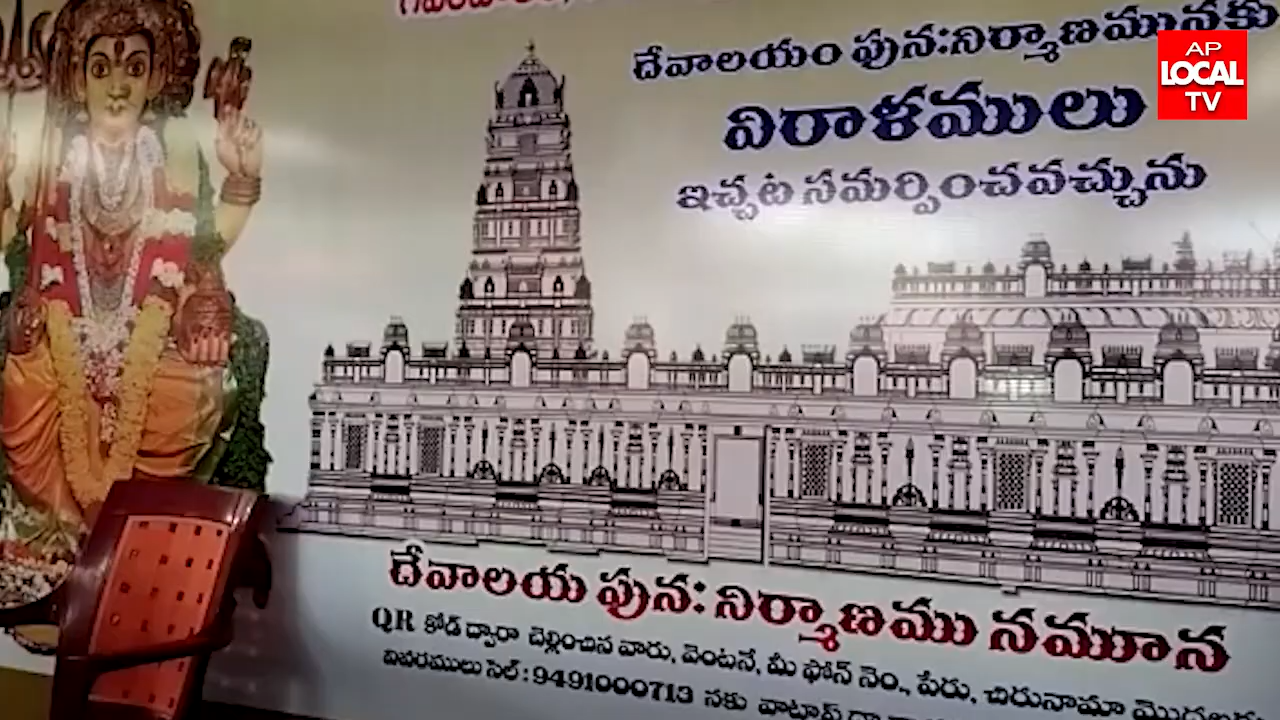 దేవాలయం పున:నిర్మాణమునకు
విరాళములు
ఇచ్చట సమర్పించవచ్చును
AP
LOCAL
TV
దేవాలయ పున: నిర్మాణము నమూన
QR కోడ్ ద్వారా చెల్లించిన వారు, వెంటనే, మీ ఫోన్ నెం., పేరు, చిరునామా
వివరములు సెల్ : 9491000713 నకు వాట్సాప్ ద్వారా